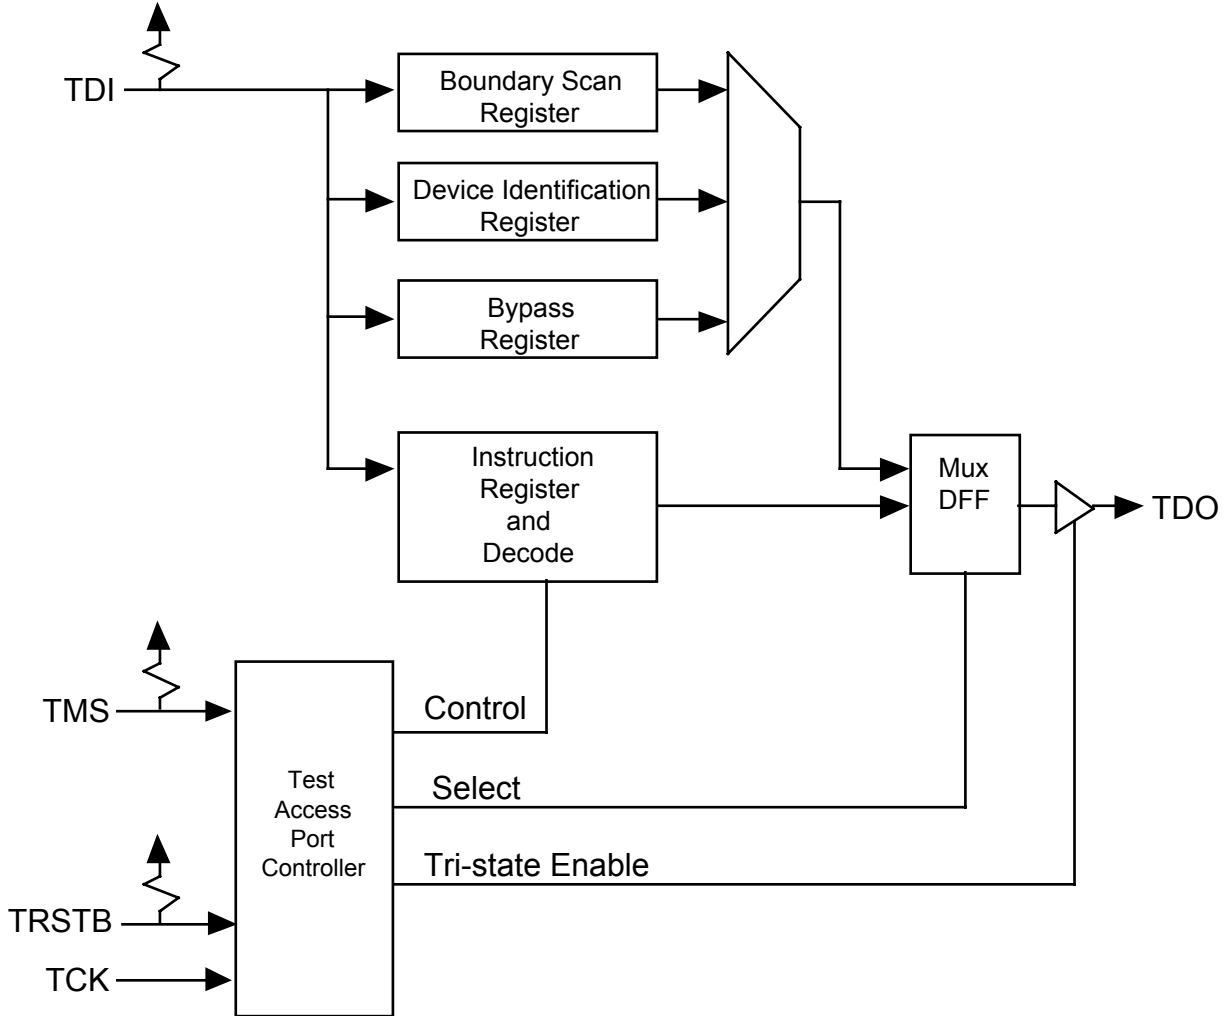 TDI
Boundary Scan
Register
Device Identification
Register
Bypass
Register
Instruction
Register
and
Decode
Mux
DFF
TDO
TMS
Control
Test
Access
Port
Controller
Select
Tri-state Enable
TRSTB
TCK